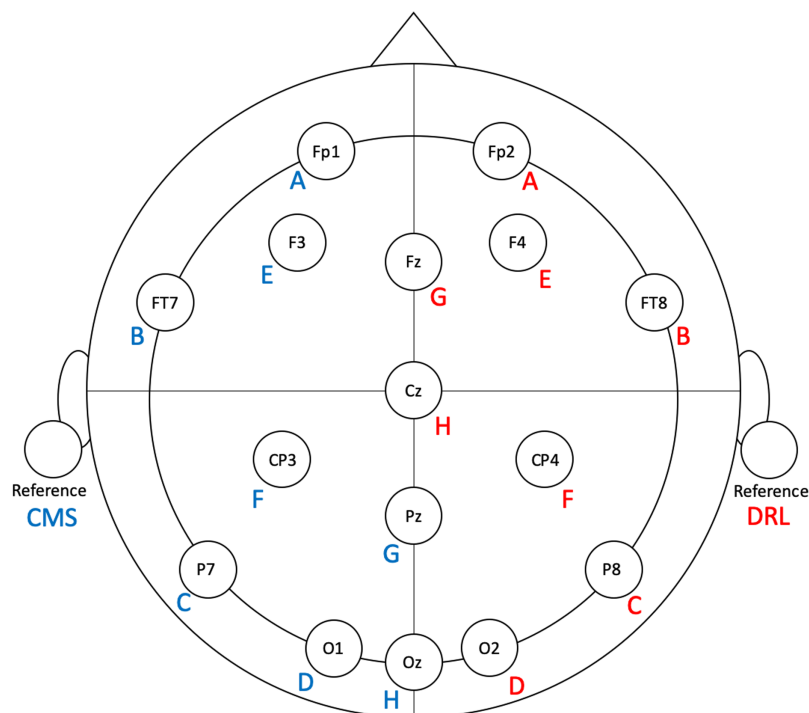 Fp1
Fp2
A
A
F3
Fz
F4
E
G
E
FT7
FT8
B
B
Cz
H
CP3
CP4
Reference
CMS
F
Pz
F
Reference
DRL
G
P7
P8
C
C
O1
Oz
O2
D
H
D